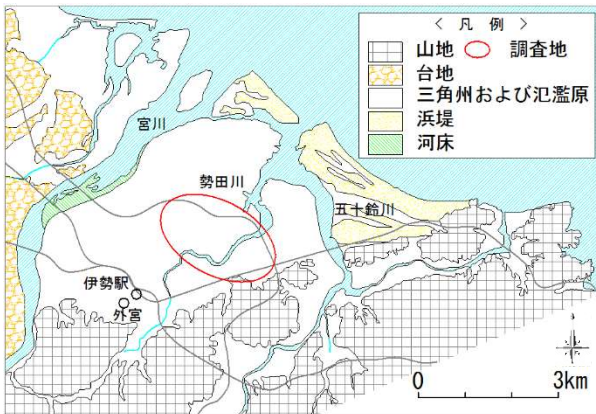 < 凡 例 >
山地 調査地
台地
三角州および氾濫原
浜堤
河床
宮川
勢田川
五十鈴川
伊勢駅
外宮
0 3km